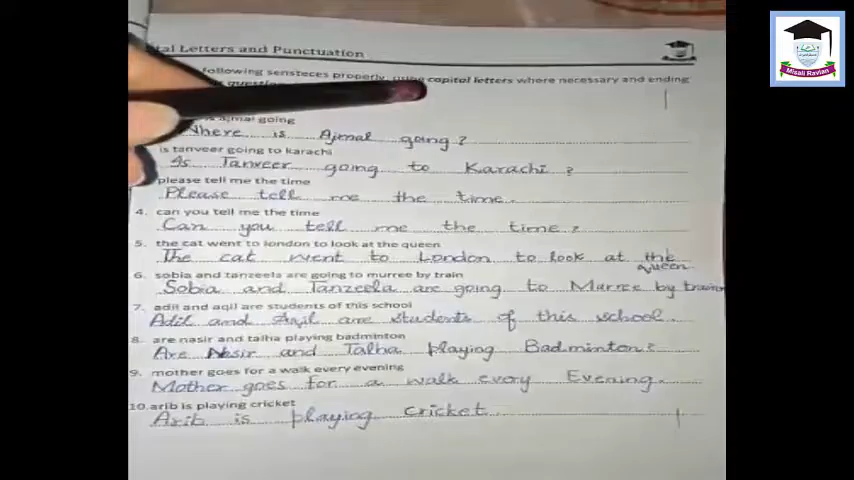 tal Letters and Punctuation
following sensteces properly, using capital letters where necessary and ending
is ajmal going
Where is Ajmal going?
is tanveer going to karachi
Is Tanveer going to Karachi ?
please tell me the time
Please tell me the time.
4. can you tell me the time
Can you tell me the time ?
5. the cat went to london to look at the queen
The cat went to London to look at the
queen
6. sobia and tanzeela are going to murree by train
Sobia and Tanzeela are going to Murree by train
7. adil and aqil are students of this school
Adil and Aqil are students of this school.
8. are nasir and talha playing badminton
Are Nasir and Talha playing Badminton?
9. mother goes for a walk every evening
Mother goes for a walk every Evening.
10. arib is playing cricket
Arib is playing cricket
Misali Ravian